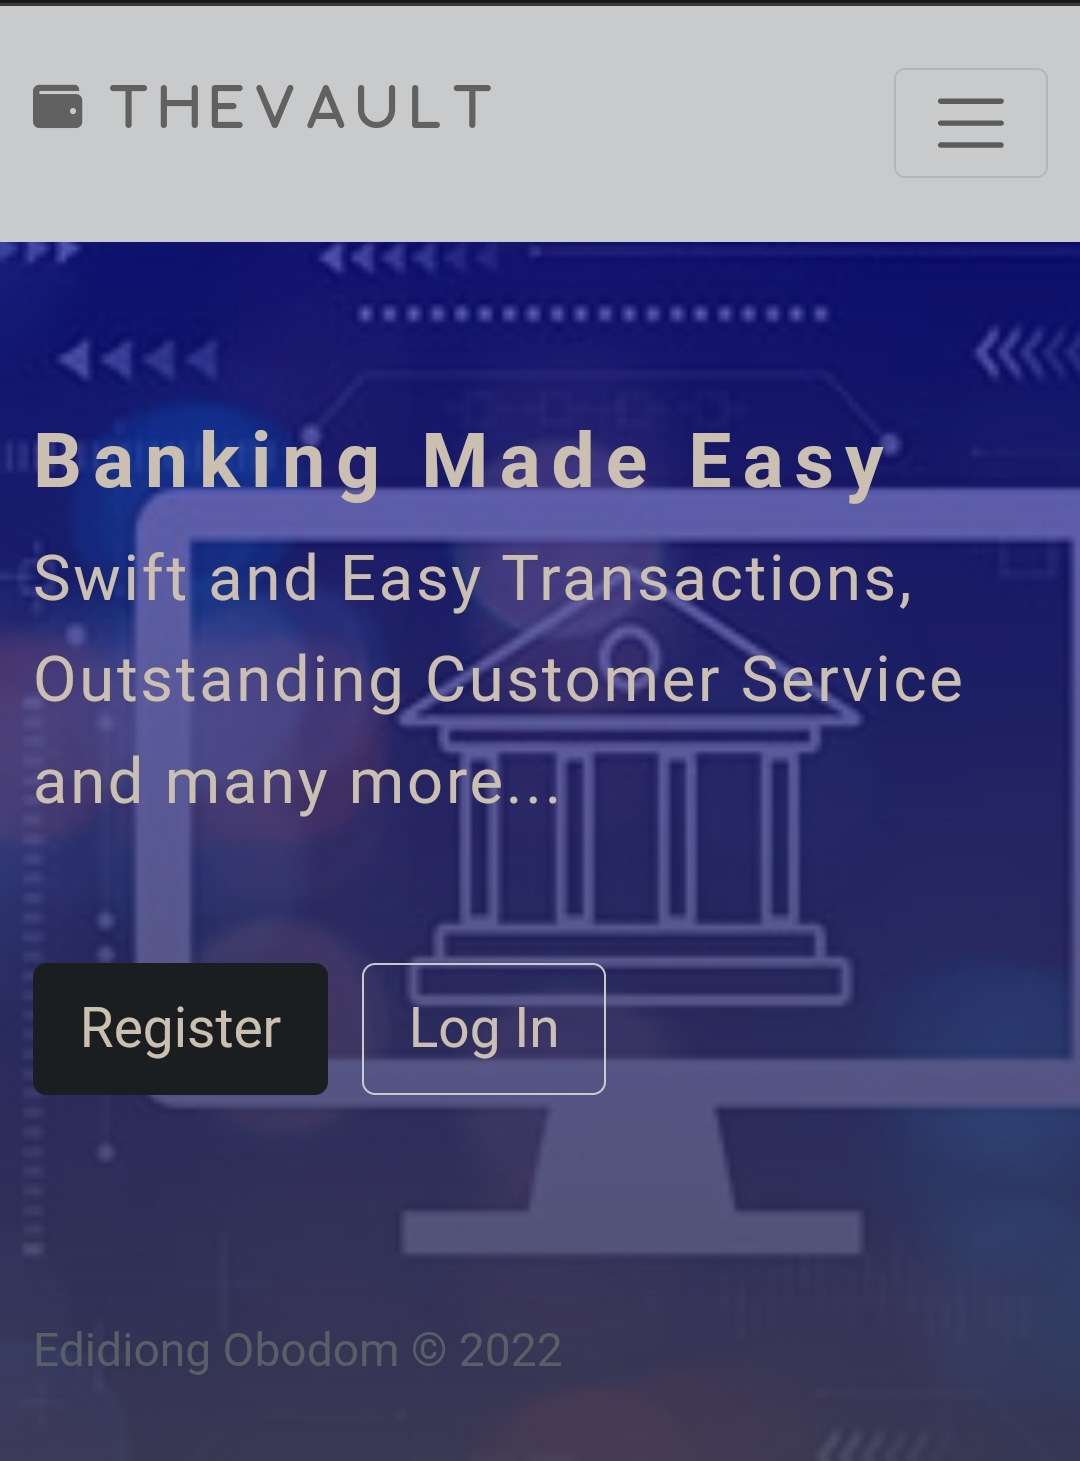 THEVAULT
Banking Made Easy
Swift and Easy Transactions,
Outstanding Customer Service
and many more...
Register
Log In
Edidiong Obodom © 2022